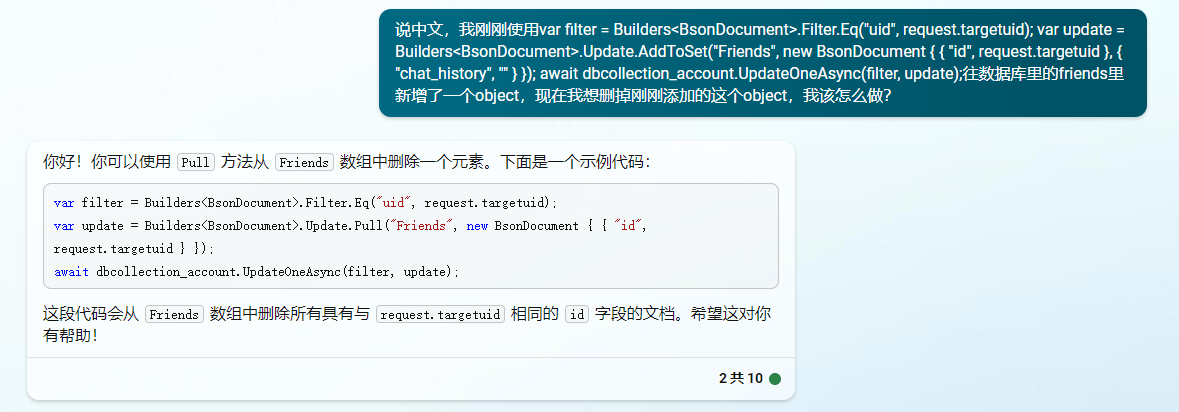 说中文，我刚刚使用var filter = Builders<BsonDocument>.Filter.Eq("uid", request.targetuid); var update =
Builders<BsonDocument>.Update.AddToSet("Friends", new BsonDocument { { "id", request.targetuid }, {
"chat_history", "" } }); await dbcollection_account.UpdateOneAsync(filter, update);往数据库里的friends里
新增了一个object，现在我想删掉刚刚添加的这个object，我该怎么做?
你好！你可以使用 Pull 方法从 Friends 数组中删除一个元素。下面是一个示例代码：
var filter = Builders<BsonDocument>.Filter.Eq("uid", request.targetuid);
var update = Builders<BsonDocument>.Update.Pull("Friends", new BsonDocument { { "id",
request.targetuid } });
await dbcollection_account.UpdateOneAsync(filter, update);
这段代码会从 Friends 数组中删除所有具有与 request.targetuid 相同的 id 字段的文档。希望这对你
有帮助！
2 共 10